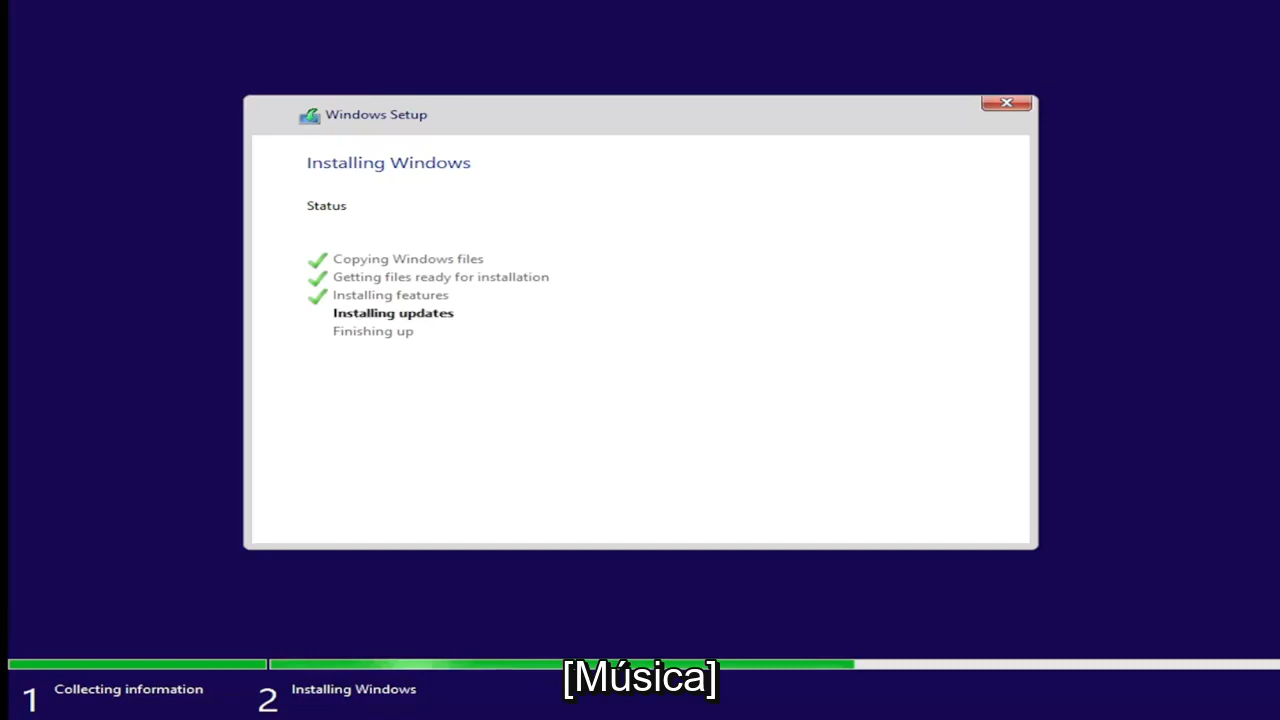 Windows Setup
Installing Windows
Status
Copying Windows files
Getting files ready for installation
Installing features
Installing updates
Finishing up
[Música]
1 Collecting information
2 Installing Windows